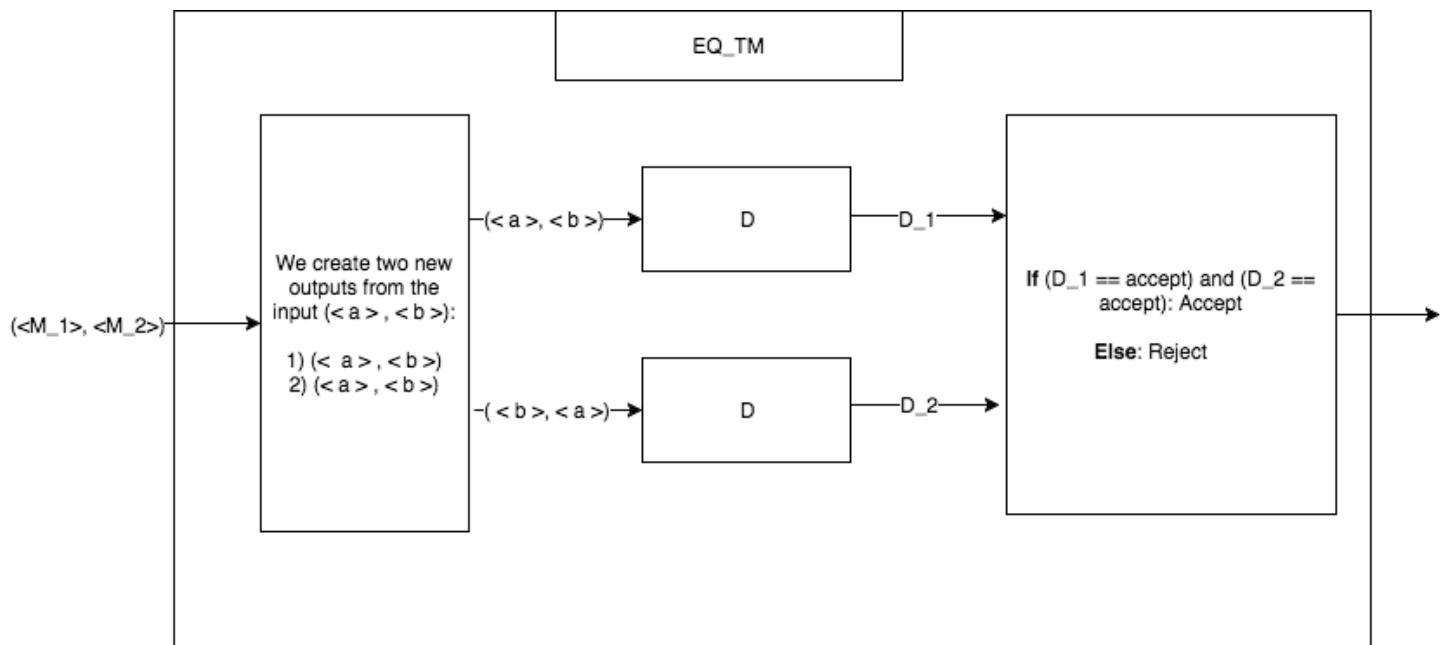 EQ_TM
We create two new
outputs from the
input (< a > , < b >):
1) (<  a > , < b >)
2) (< a > , < b >)
(<M_1>, <M_2>)
(< a >, < b >)
D
D_1
( < b >, < a >)
D
D_2
If (D_1 == accept) and (D_2 ==
accept): Accept
Else: Reject